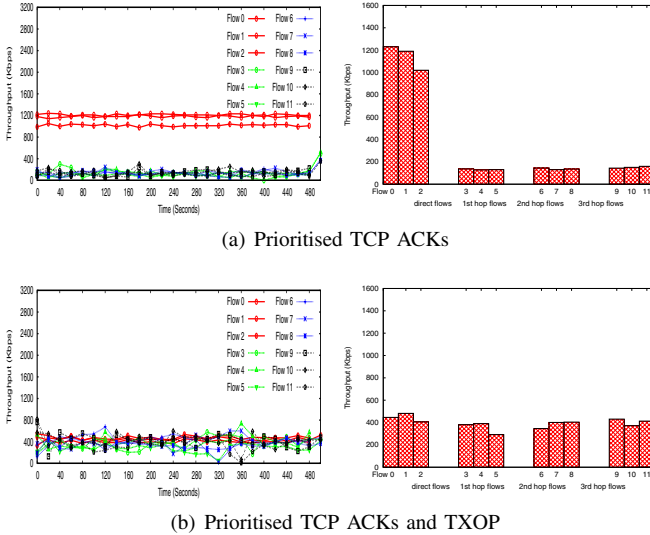 3200
2800
2400
2000
1600
1200
800
400
0
Throughput (Kbps)
Flow 0
Flow 1
Flow 2
Flow 3
Flow 4
Flow 5
Flow 6
Flow 7
Flow 8
Flow 9
Flow 10
Flow 11
0 40 80 120 160 200 240 280 320 360 400 440 480
Time (Seconds)
1600
1400
1200
1000
800
600
400
200
0
Throughput (Kbps)
Flow 0 1 2 3 4 5 6 7 8 9 10 11
direct flows 1st hop flows 2nd hop flows 3rd hop flows
(a) Prioritised TCP ACKs
3200
2800
2400
2000
1600
1200
800
400
0
Throughput (Kbps)
Flow 0
Flow 1
Flow 2
Flow 3
Flow 4
Flow 5
Flow 6
Flow 7
Flow 8
Flow 9
Flow 10
Flow 11
0 40 80 120 160 200 240 280 320 360 400 440 480
Time (Seconds)
1600
1400
1200
1000
800
600
400
200
0
Throughput (Kbps)
Flow 0 1 2 3 4 5 6 7 8 9 10 11
direct flows 1st hop flows 2nd hop flows 3rd hop flows
(b) Prioritised TCP ACKs and TXOP